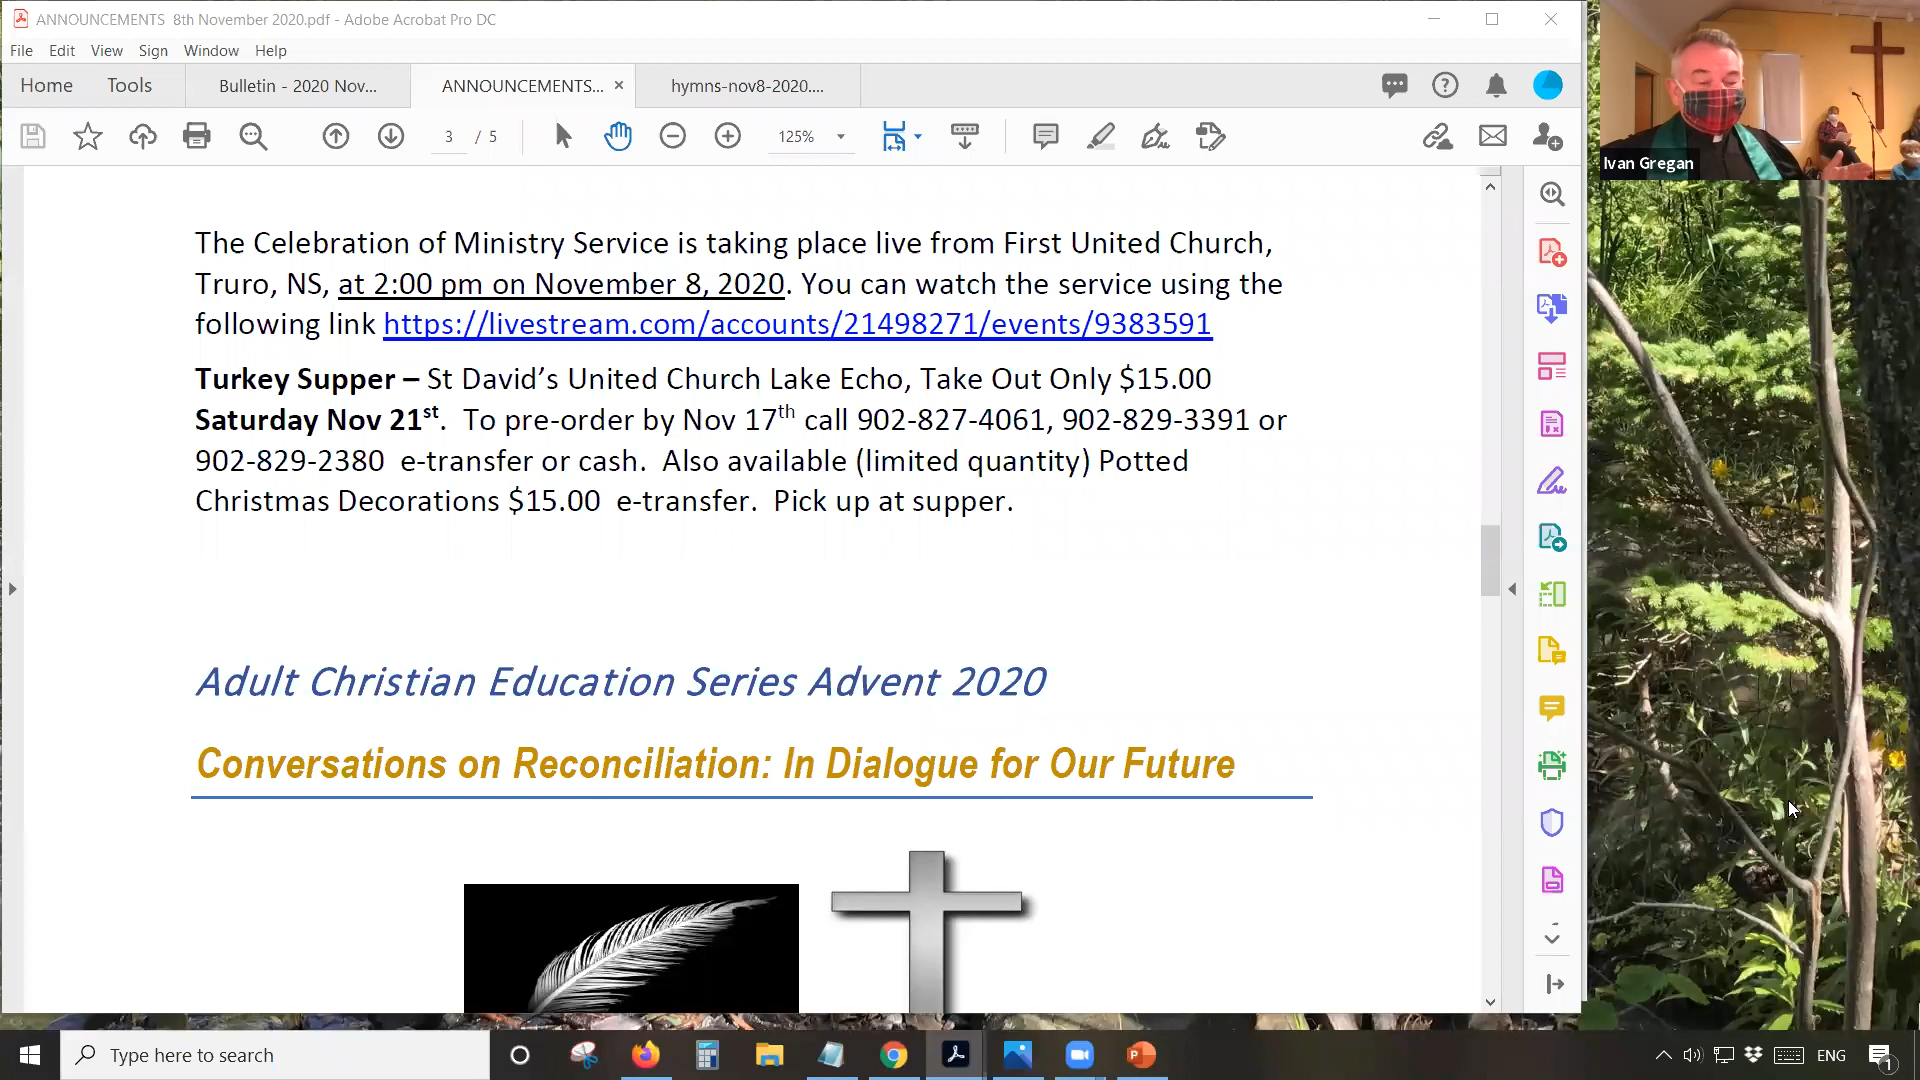 ANNOUNCEMENTS 8th November 2020.pdf - Adobe Acrobat Pro DC
File Edit View Sign Window Help
Home Tools Bulletin - 2020 Nov... ANNOUNCEMENTS... × hymns-nov8-2020....
3 / 5 125%
Ivan Gregan
The Celebration of Ministry Service is taking place live from First United Church,
Truro, NS, at 2:00 pm on November 8, 2020. You can watch the service using the
following link https://livestream.com/accounts/21498271/events/9383591
Turkey Supper – St David’s United Church Lake Echo, Take Out Only $15.00
Saturday Nov 21st. To pre-order by Nov 17th call 902-827-4061, 902-829-3391 or
902-829-2380 e-transfer or cash. Also available (limited quantity) Potted
Christmas Decorations $15.00 e-transfer. Pick up at supper.
Adult Christian Education Series Advent 2020
Conversations on Reconciliation: In Dialogue for Our Future
Type here to search
ENG
1